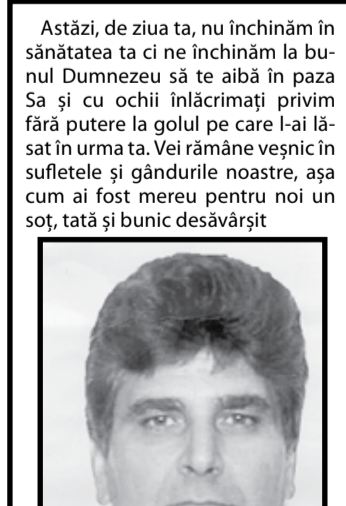 Astăzi, de ziua ta, nu închinăm în
sănătatea ta ci ne închinăm la bu-
nul Dumnezeu să te aibă în paza
Sa și cu ochii înlăcrimați privim
fără putere la golul pe care l-ai lă-
sat în urma ta. Vei rămâne veșnic în
sufletele și gândurile noastre, așa
cum ai fost mereu pentru noi un
soț, tată și bunic desăvârșit